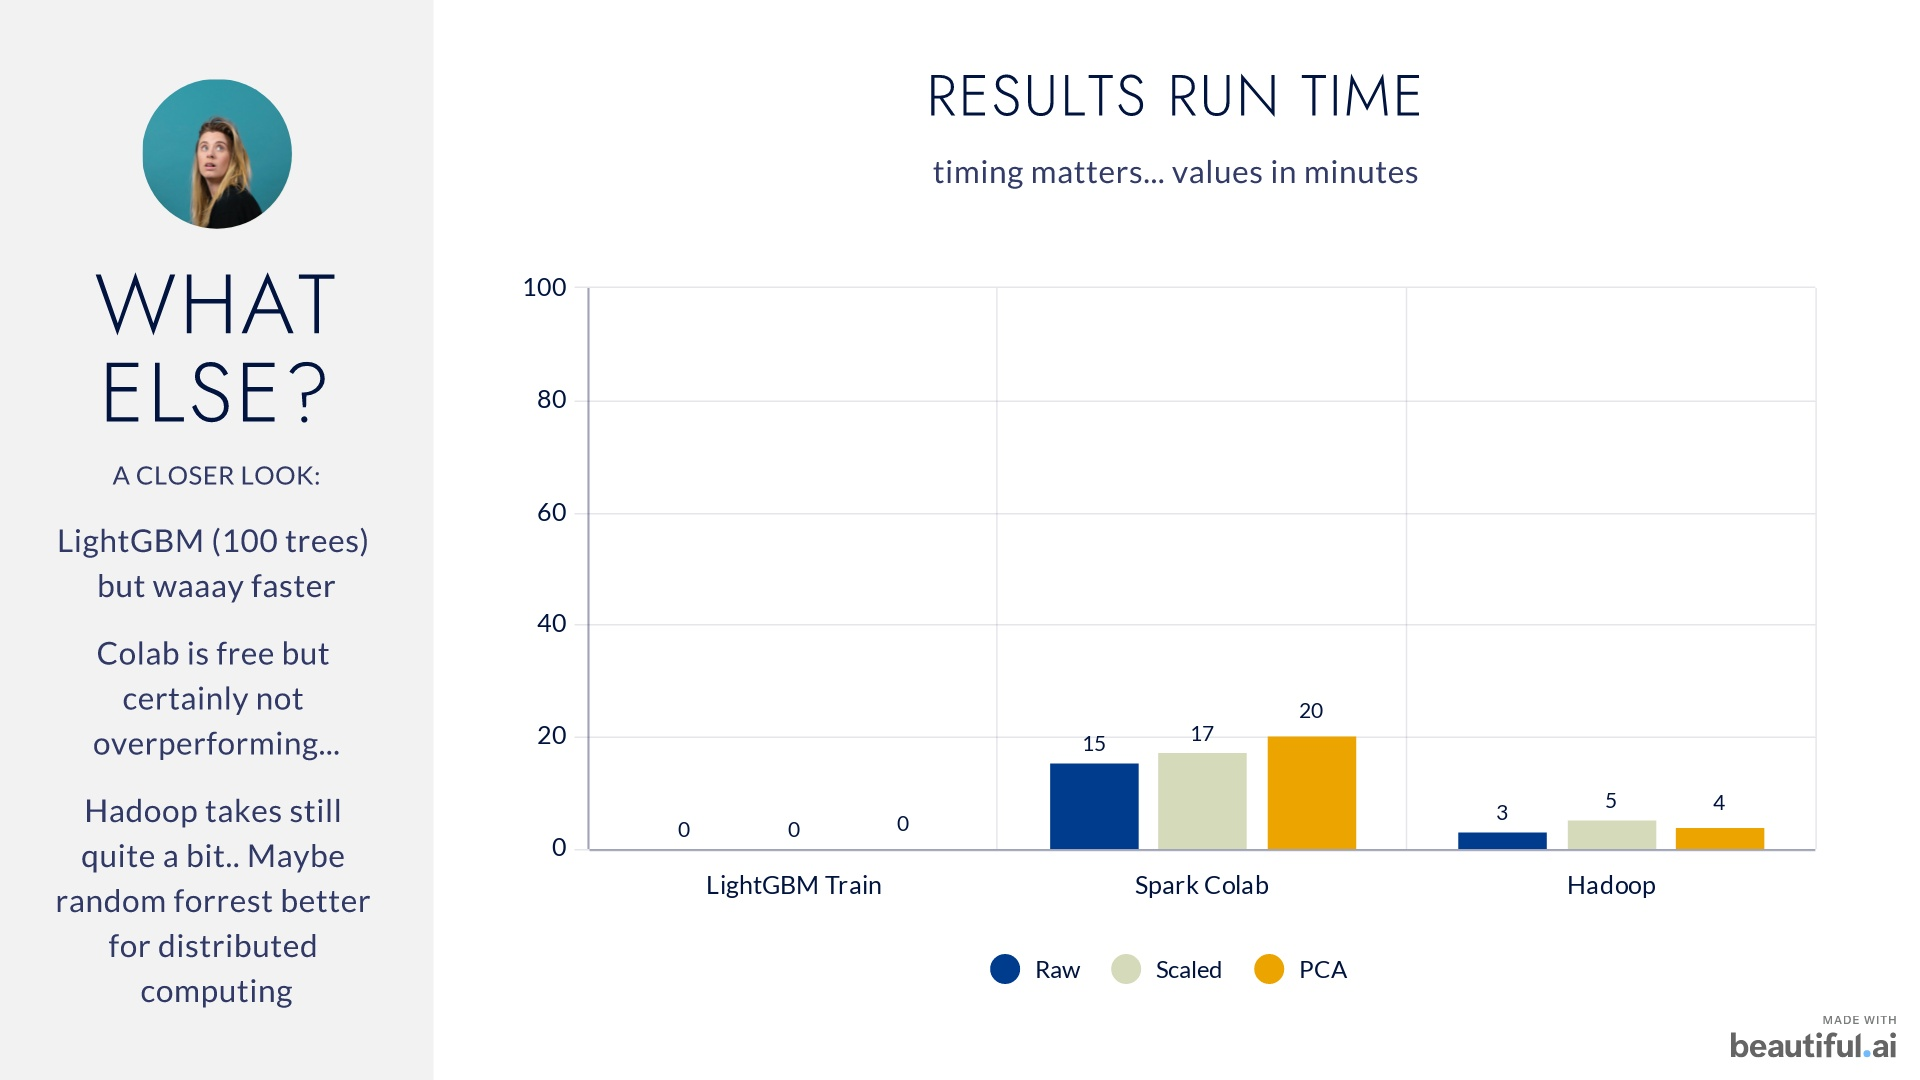 WHAT
ELSE?
A CLOSER LOOK:
LightGBM (100 trees)
but waaay faster
Colab is free but
certainly not
overperforming...
Hadoop takes still
quite a bit.. Maybe
random forrest better
for distributed
computing
RESULTS RUN TIME
timing matters... values in minutes
100
80
60
40
20
0
0 0 0
15 17 20
3 5 4
LightGBM Train
Spark Colab
Hadoop
Raw Scaled PCA
MADE WITH
beautiful.ai